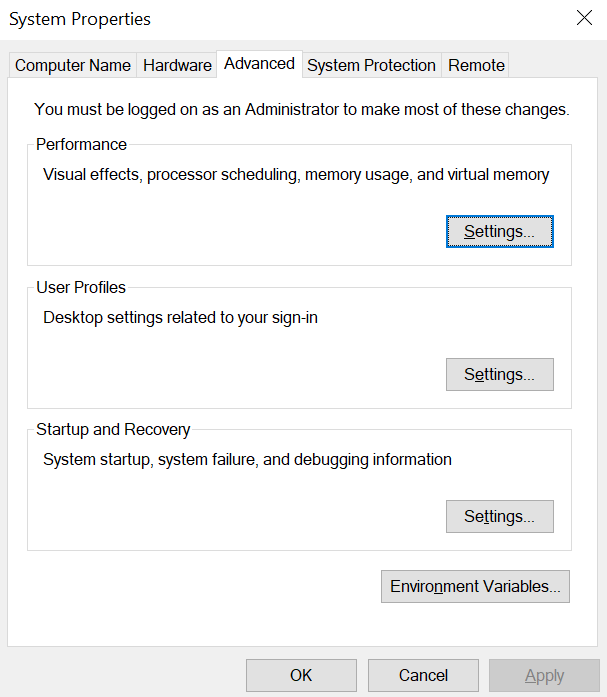 System Properties
Computer Name Hardware Advanced System Protection Remote
You must be logged on as an Administrator to make most of these changes.
Performance
Visual effects, processor scheduling, memory usage, and virtual memory
Settings...
User Profiles
Desktop settings related to your sign-in
Settings...
Startup and Recovery
System startup, system failure, and debugging information
Settings...
Environment Variables...
OK Cancel Apply